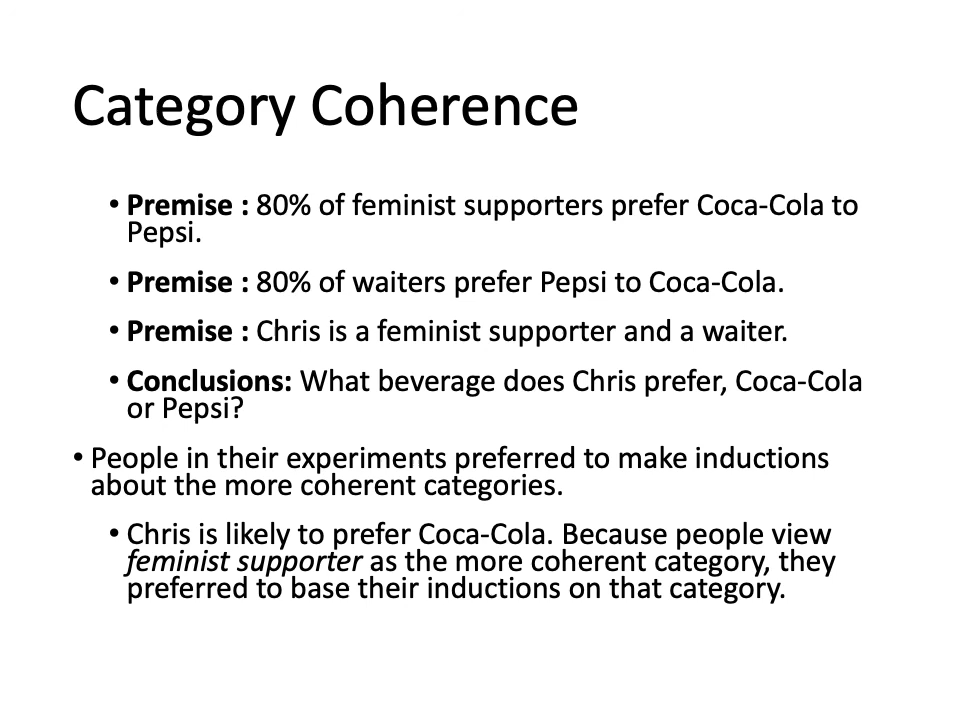 Category Coherence
• Premise : 80% of feminist supporters prefer Coca-Cola to
Pepsi.
• Premise : 80% of waiters prefer Pepsi to Coca-Cola.
• Premise : Chris is a feminist supporter and a waiter.
• Conclusions: What beverage does Chris prefer, Coca-Cola
or Pepsi?
• People in their experiments preferred to make inductions
about the more coherent categories.
• Chris is likely to prefer Coca-Cola. Because people view
feminist supporter as the more coherent category, they
preferred to base their inductions on that category.